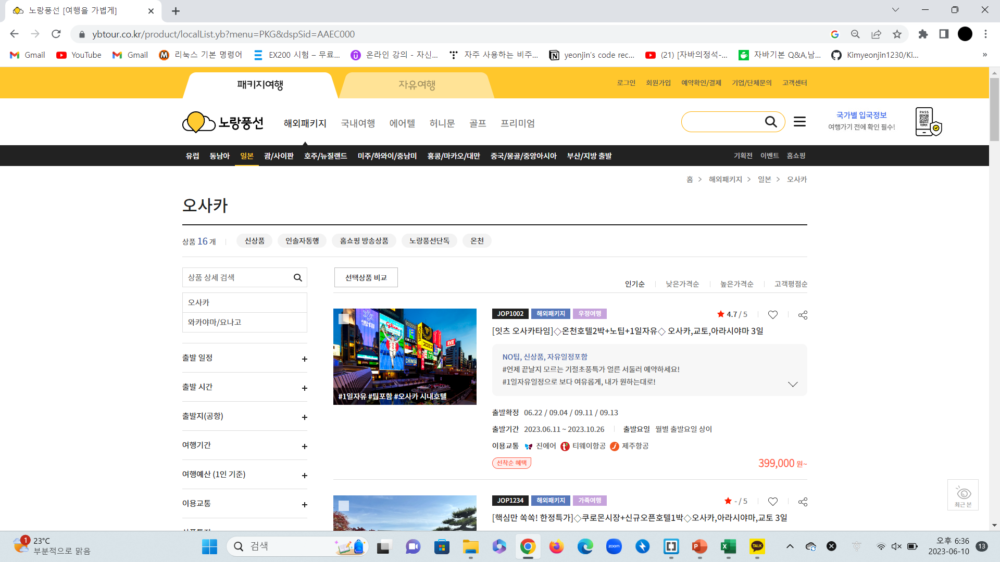 노랑풍선 [여행을 가볍게]
ybtour.co.kr/product/localList.yb?menu=PKG&dspSid=AAEC000
Gmail YouTube Gmail 리눅스 기본 명령어 EX200 시험 – 무료... 온라인 강의 - 자신... 자주 사용하는 비주... yeonjin's code rec... (21) [자바의정석-... 자바기본 Q&A,남... Kimyeonjin1230/Ki... »
패키지여행 자유여행 로그인 회원가입 예약확인/결제 기업/단체문의 고객센터
노랑풍선 해외패키지 국내여행 에어텔 허니문 골프 프리미엄
국가별 입국정보
여행가기 전에 확인 필수!
PASS
유럽 동남아 일본 괌/사이판 호주/뉴질랜드 미주/하와이/중남미 홍콩/마카오/대만 중국/몽골/중앙아시아 부산/지방 출발 기획전 이벤트 홈쇼핑
홈 > 해외패키지 > 일본 > 오사카
오사카
상품 16 개 신상품 인솔자동행 홈쇼핑 방송상품 노랑풍선단독 온천
상품 상세 검색
오사카
와카야마/요나고
출발 일정 +
출발 시간 +
출발지(공항) +
여행기간 +
여행예산 (1인 기준) +
이용교통 +
선택상품 비교
인기순 낮은가격순 높은가격순 고객평점순
Glico
CHINTAI
#1일자유 #팁포함 #오사카 시내호텔
JOP1002 해외패키지 우정여행 4.7 / 5
[잇츠 오사카타임]◇온천호텔2박+노팁+1일자유◇ 오사카,교토,아라시야마 3일
NO팁, 신상품, 자유일정포함
#언제 끝날지 모르는 기절초풍특가 얼른 서둘러 예약하세요!
#1일자유일정으로 보다 여유롭게, 내가 원하는대로!
출발확정 06.22 / 09.04 / 09.11 / 09.13
출발기간 2023.06.11 ~ 2023.10.26 출발요일 월별 출발요일 상이
이용교통 진에어 티웨이항공 제주항공
선착순 혜택 399,000 원~
JOP1234 해외패키지 가족여행 - / 5
[핵심만 쏙쏙! 한정특가]◇쿠로몬시장+신규오픈호텔1박◇오사카,아라시야마,교토 3일
최근 본
1 23°C
부분적으로 맑음
검색
zoom
TALK
오후 6:36
2023-06-10
13